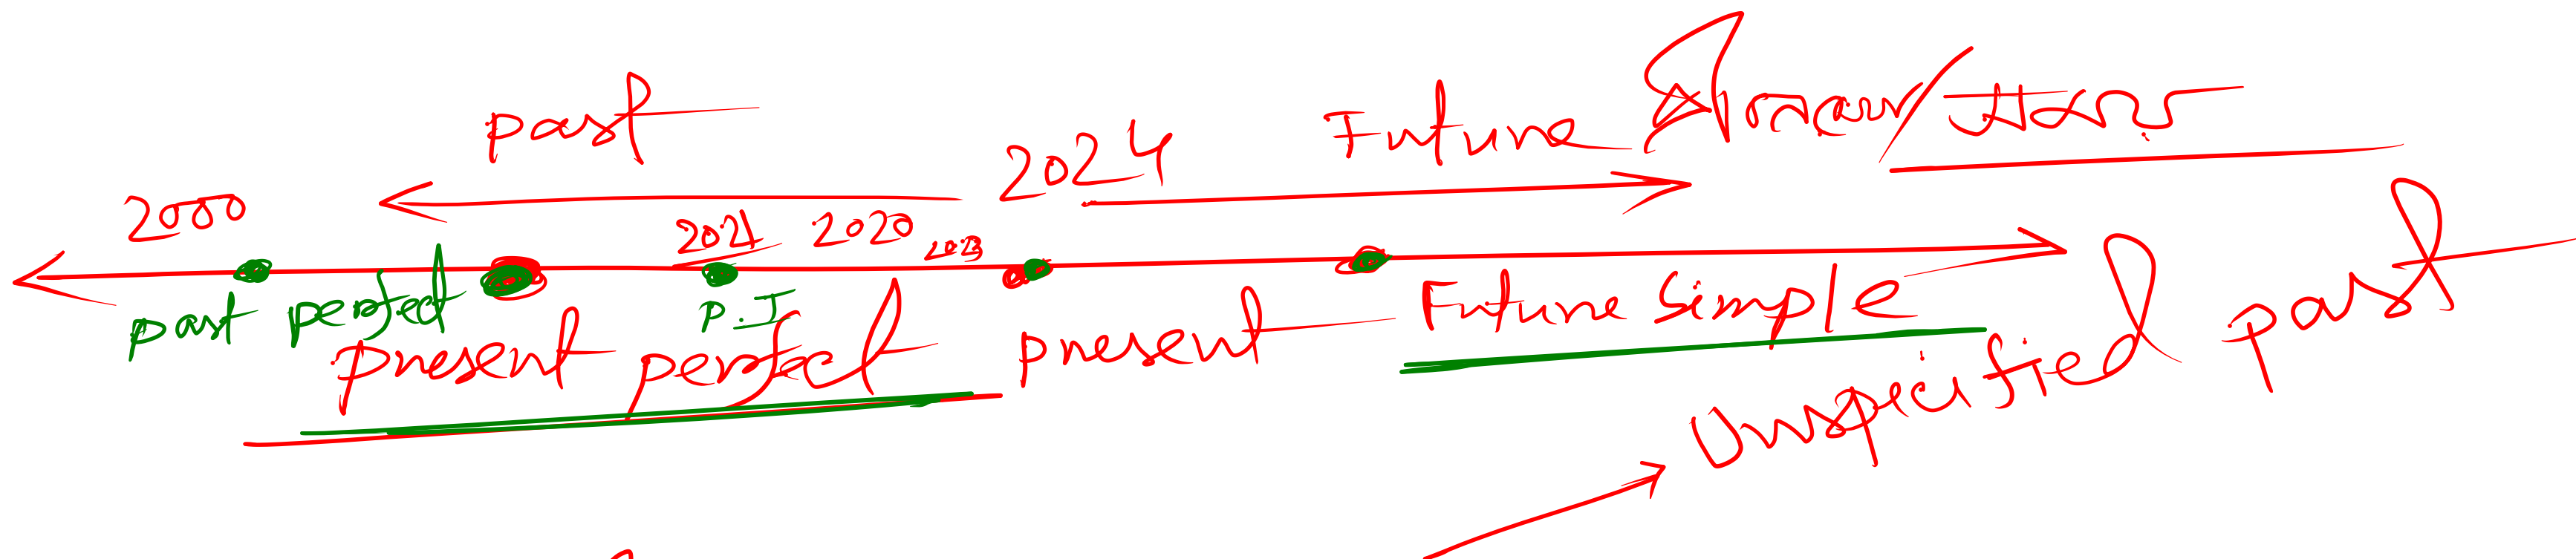 past 2024 Future
2000 2021 2020 2023
past perfect P.I present Future Simple
present perfect
Unspecified past